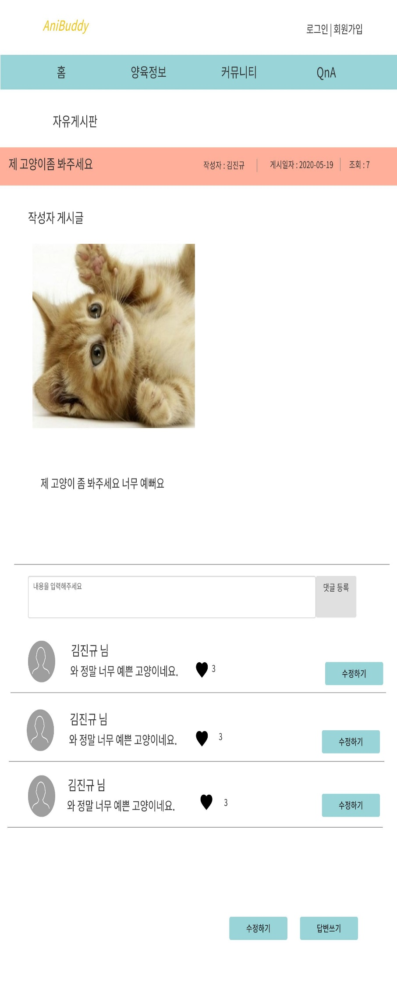 AniBuddy
로그인 | 회원가입
홈 양육정보 커뮤니티 QnA
자유게시판
제 고양이좀 봐주세요 작성자 : 김진규 게시일자 : 2020-05-19 조회 : 7
작성자 게시글
제 고양이 좀 봐주세요 너무 예뻐요
내용을 입력해주세요 댓글 등록
김진규 님
와 정말 너무 예쁜 고양이네요. 3 수정하기
김진규 님
와 정말 너무 예쁜 고양이네요. 3 수정하기
김진규 님
와 정말 너무 예쁜 고양이네요. 3 수정하기
수정하기 답변쓰기